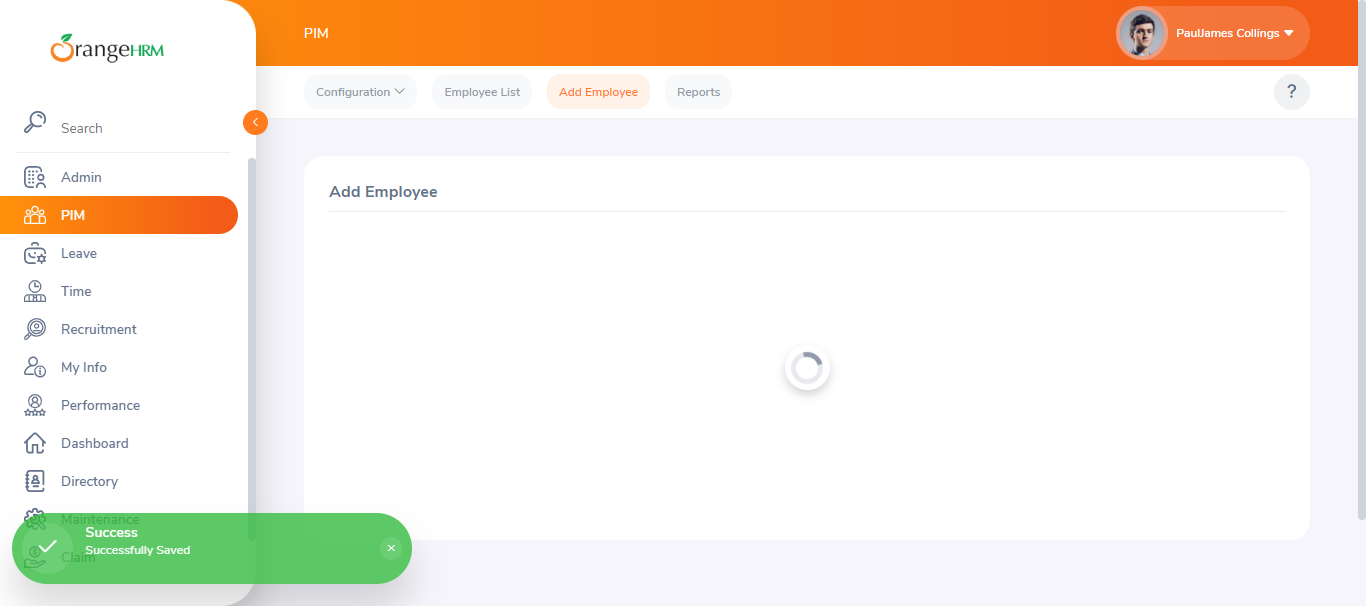 OrangeHRM
Search
Admin
PIM
Leave
Time
Recruitment
My Info
Performance
Dashboard
Directory
Maintenance
Claim
PIM
PaulJames Collings
Configuration
Employee List
Add Employee
Reports
?
Add Employee
Success
Successfully Saved